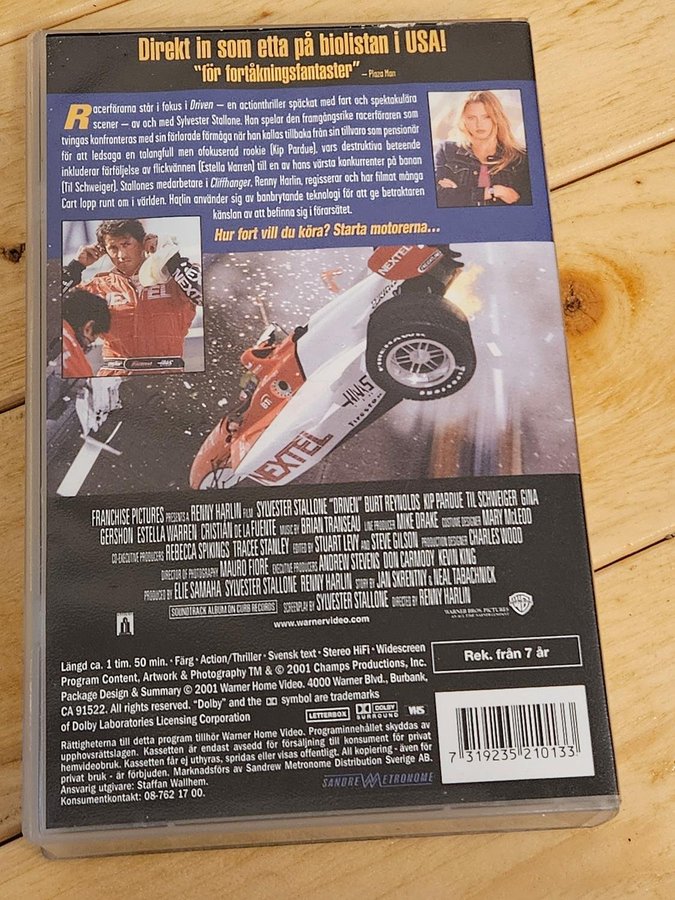 Direkt in som etta på biolistan i USA!
"för fortåkningsfantaster" – Plaza Man
Racerförarna står i fokus i Driven – en actionthriller späckat med fart och spektakulära
scener – av och med Sylvester Stallone. Han spelar den framgångsrike racerföraren som
tvingas konfronteras med sin förlorade förmåga när han kallas tillbaka från sin tillvaro som pensionär
för att ledsaga en talangfull men ofokuserad rookie (Kip Pardue), vars destruktiva beteende
inkluderar förföljelse av flickvännen (Estella Warren) till en av hans värsta konkurrenter på banan
(Til Schweiger). Stallones medarbetare i Cliffhanger, Renny Harlin, regisserar och har filmat många
Cart lopp runt om i världen. Harlin använder sig av banbrytande teknologi för att ge betraktaren
känslan av att befinna sig i förarsätet.
Hur fort vill du köra? Starta motorerna...
NEXTEL
NEXTEL
FIREHAWK
Firestone
NEXTEL
FRANCHISE PICTURES PRESENTS A RENNY HARLIN FILM SYLVESTER STALLONE "DRIVEN" BURT REYNOLDS KIP PARDUE TIL SCHWEIGER GINA
GERSHON ESTELLA WARREN CRISTIÁN DE LA FUENTE MUSIC BY BRIAN TRANSEAU LINE PRODUCER MIKE DRAKE COSTUME DESIGNER MARY McLEOD
CO-EXECUTIVE PRODUCERS REBECCA SPIKINGS TRACEE STANLEY EDITED BY STUART LEVY AND STEVE GILSON PRODUCTION DESIGNER CHARLES WOOD
DIRECTOR OF PHOTOGRAPHY MAURO FIORE EXECUTIVE PRODUCERS ANDREW STEVENS DON CARMODY KEVIN KING
PRODUCED BY ELIE SAMAHA SYLVESTER STALLONE RENNY HARLIN STORY BY JAN SKRENTNY & NEAL TABACHNICK
SOUNDTRACK ALBUM ON CURB RECORDS SCREENPLAY BY SYLVESTER STALLONE DIRECTED BY RENNY HARLIN
www.warnervideo.com
WARNER BROS. PICTURES
AN AOL TIME WARNER COMPANY
Längd ca. 1 tim. 50 min. • Färg • Action/Thriller • Svensk text • Stereo HiFi • Widescreen
Program Content, Artwork & Photography TM & © 2001 Champs Productions, Inc.
Package Design & Summary © 2001 Warner Home Video. 4000 Warner Blvd., Burbank,
CA 91522. All rights reserved. "Dolby" and the symbol are trademarks
of Dolby Laboratories Licensing Corporation
LETTERBOX DOLBY SURROUND VHS
Rek. från 7 år
Rättigheterna till detta program tillhör Warner Home Video. Programinnehållet skyddas av
upphovsrättslagen. Kassetten är endast avsedd för försäljning till konsument för privat
hemvideobruk. Kassetten får ej uthyras, spridas eller visas offentligt. All kopiering - även för
privat bruk - är förbjuden. Marknadsförs av Sandrew Metronome Distribution Sverige AB.
Ansvarig utgivare: Staffan Wallhem.
Konsumentkontakt: 08-762 17 00.
SANDREW METRONOME
7 319235 210133